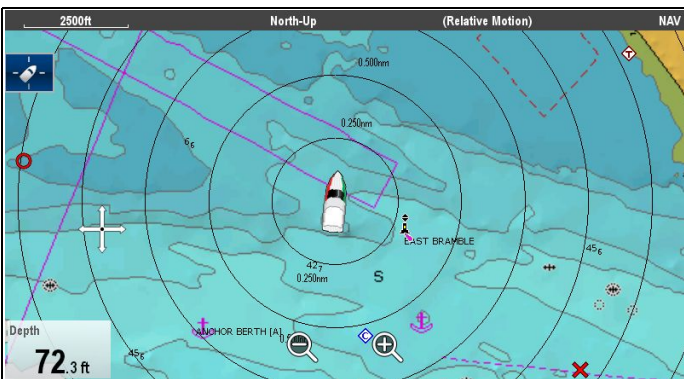 2500ft North-Up (Relative Motion) NAV
0.500nm
T
0.250nm
6₆
EAST BRAMBLE
45₆
42₇
0.250nm
S
Depth
72.3 ft
ANCHOR BERTH [A]
C
45₆